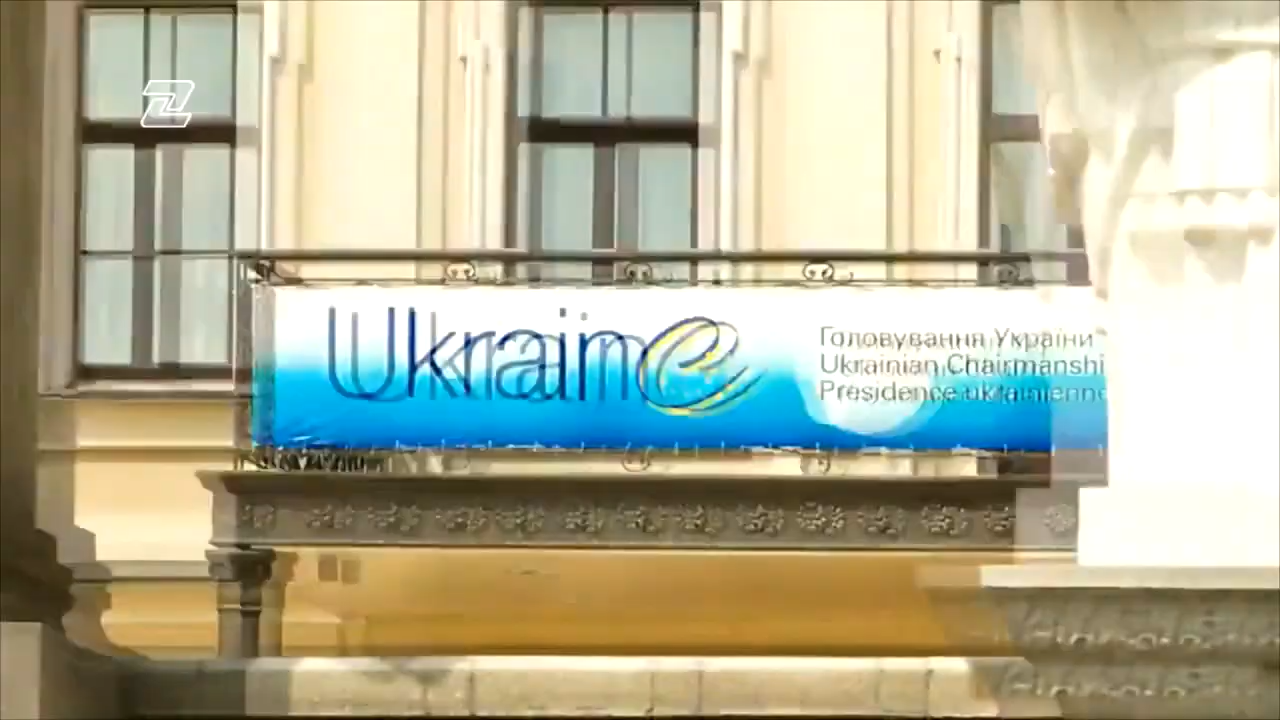 Ukraine
Головування України
Ukrainian Chairmanshi
Presidence ukrainienne